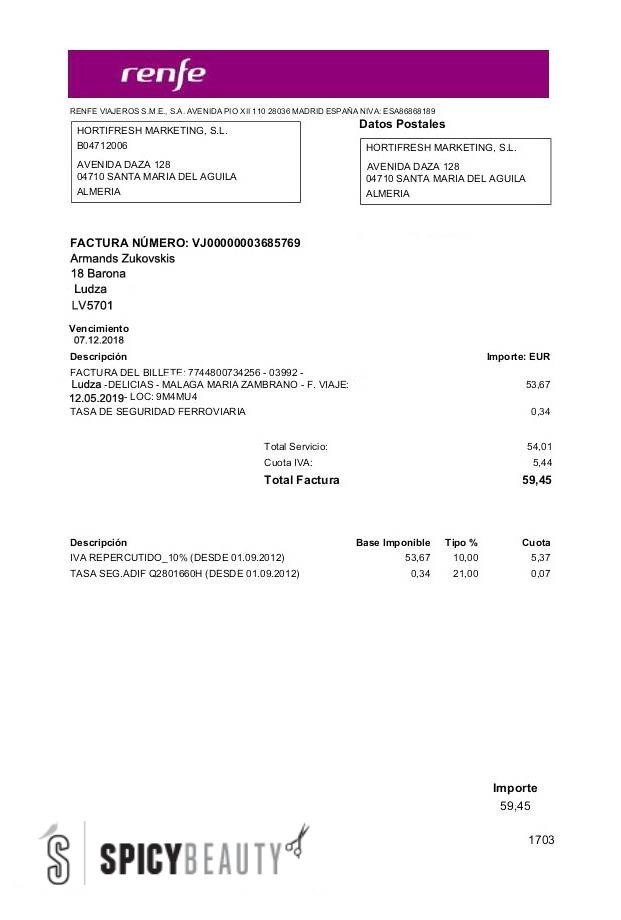 renfe
RENFE VIAJEROS S.M.E., S.A. AVENIDA PIO XII 110 28036 MADRID ESPAÑA NIVA: ESA86868189
HORTIFRESH MARKETING, S.L.
B04712006
AVENIDA DAZA 128
04710 SANTA MARIA DEL AGUILA
ALMERIA
Datos Postales
HORTIFRESH MARKETING, S.L.
AVENIDA DAZA 128
04710 SANTA MARIA DEL AGUILA
ALMERIA
FACTURA NÚMERO: VJ00000003685769
Armands Zukovskis
18 Barona
Ludza
LV5701
Vencimiento
07.12.2018
Descripción Importe: EUR
FACTURA DEL BILLETE: 7744800734256 - 03992 -
Ludza -DELICIAS - MALAGA MARIA ZAMBRANO - F. VIAJE: 53,67
12.05.2019- LOC: 9M4MU4
TASA DE SEGURIDAD FERROVIARIA 0,34
Total Servicio: 54,01
Cuota IVA: 5,44
Total Factura 59,45
Descripción Base Imponible Tipo % Cuota
IVA REPERCUTIDO_10% (DESDE 01.09.2012) 53,67 10,00 5,37
TASA SEG.ADIF Q2801660H (DESDE 01.09.2012) 0,34 21,00 0,07
Importe
59,45
1703
S SPICYBEAUTY